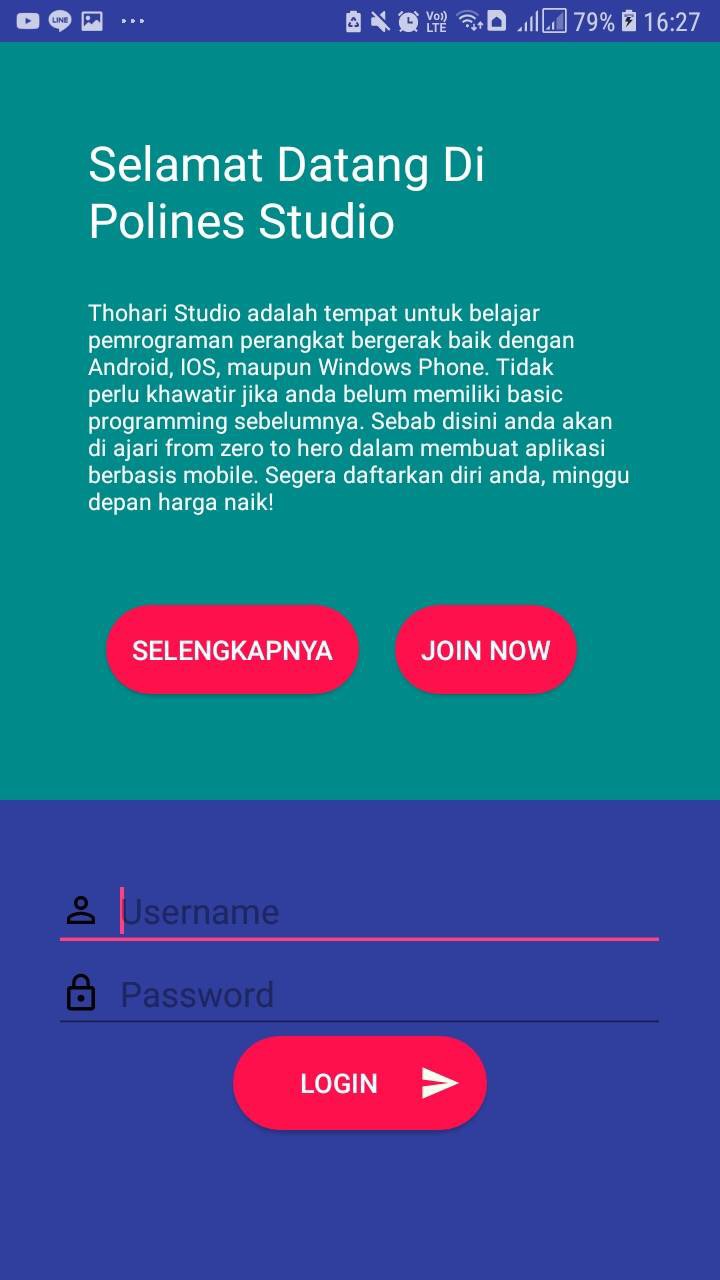 LINE
Vo))
LTE
79%
16:27
Selamat Datang Di
Polines Studio
Thohari Studio adalah tempat untuk belajar
pemrograman perangkat bergerak baik dengan
Android, IOS, maupun Windows Phone. Tidak
perlu khawatir jika anda belum memiliki basic
programming sebelumnya. Sebab disini anda akan
di ajari from zero to hero dalam membuat aplikasi
berbasis mobile. Segera daftarkan diri anda, minggu
depan harga naik!
SELENGKAPNYA
JOIN NOW
Username
Password
LOGIN